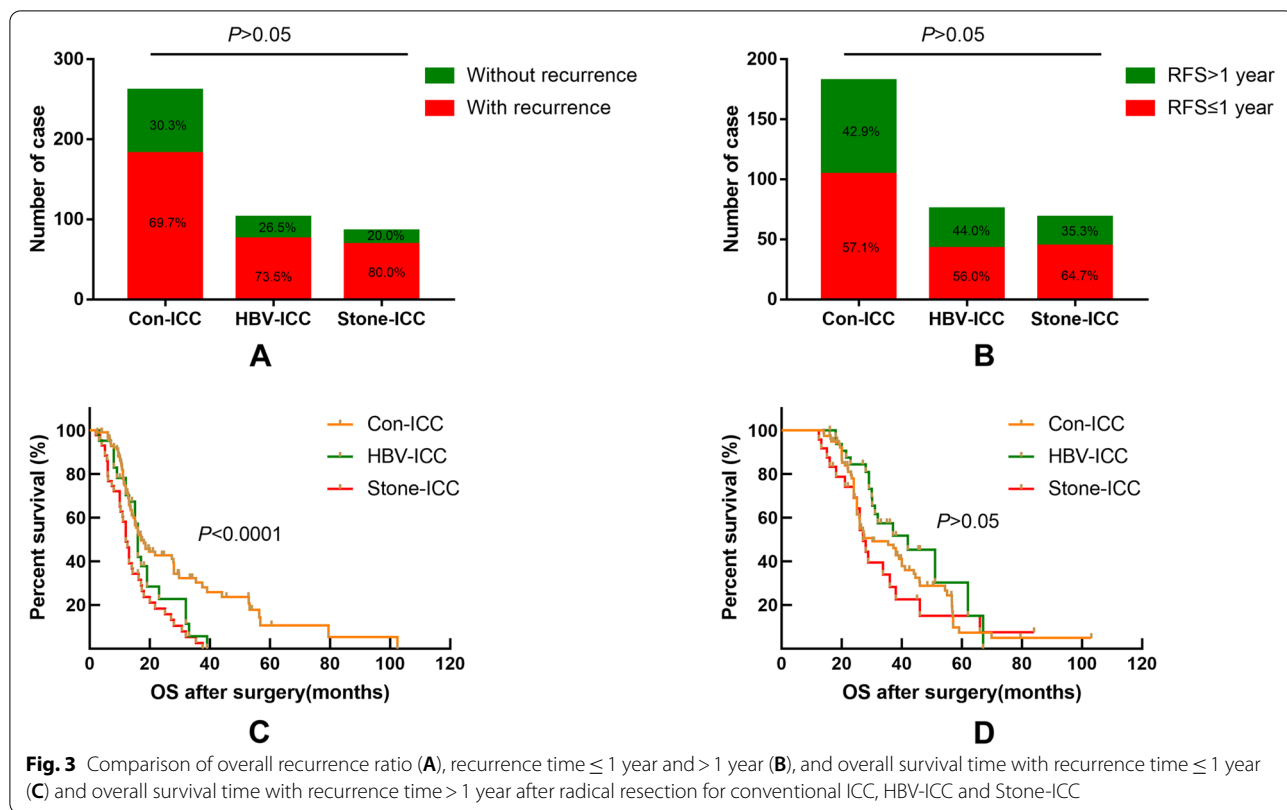 P>0.05
300
200
100
0
Number of case
30.3%
69.7%
26.5%
73.5%
20.0%
80.0%
Con-ICC HBV-ICC Stone-ICC
Without recurrence
With recurrence
A
P>0.05
200
150
100
50
0
Number of case
42.9%
57.1%
44.0%
56.0%
35.3%
64.7%
Con-ICC HBV-ICC Stone-ICC
RFS>1 year
RFS≤1 year
B
100
80
60
40
20
Percent survival (%)
Con-ICC
HBV-ICC
Stone-ICC
P<0.0001
0 20 40 60 80 100 120
OS after surgery(months)
C
100
80
60
40
20
Percent survival (%)
Con-ICC
HBV-ICC
Stone-ICC
P>0.05
0 20 40 60 80 100 120
OS after surgery(months)
D
Fig. 3 Comparison of overall recurrence ratio (A), recurrence time ≤ 1 year and > 1 year (B), and overall survival time with recurrence time ≤ 1 year
(C) and overall survival time with recurrence time > 1 year after radical resection for conventional ICC, HBV-ICC and Stone-ICC